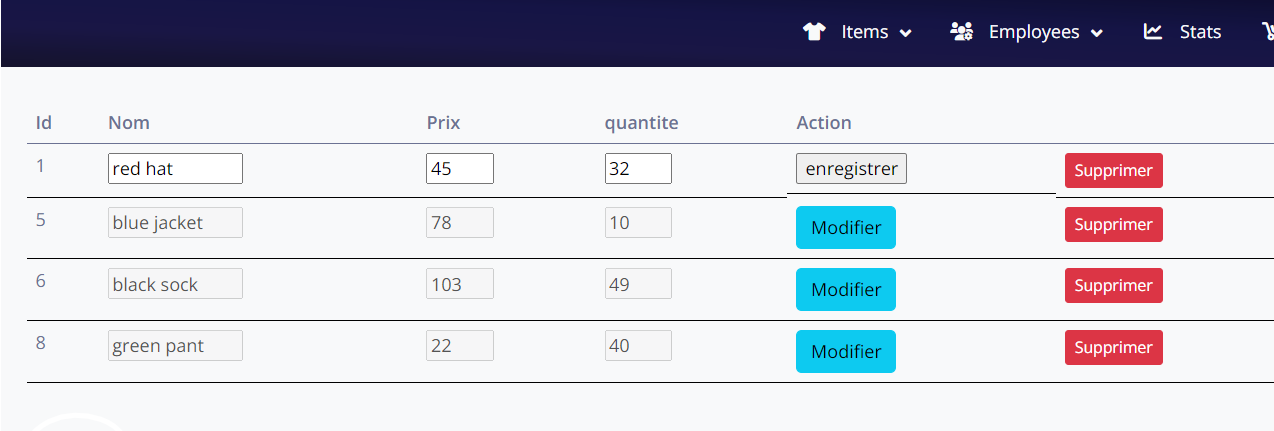 Items Employees Stats
Id Nom Prix quantite Action
1 red hat 45 32 enregistrer Supprimer
5 blue jacket 78 10 Modifier Supprimer
6 black sock 103 49 Modifier Supprimer
8 green pant 22 40 Modifier Supprimer